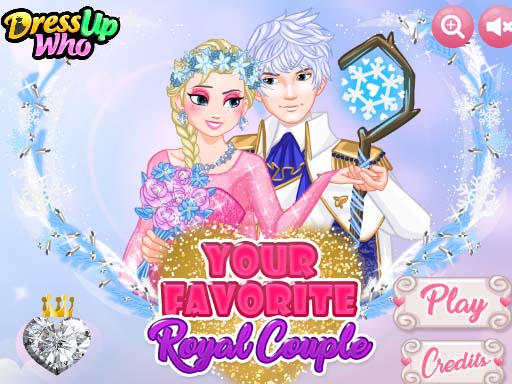 DressUp
Who
YOUR
FAVORITE
Royal Couple
Play
Credits